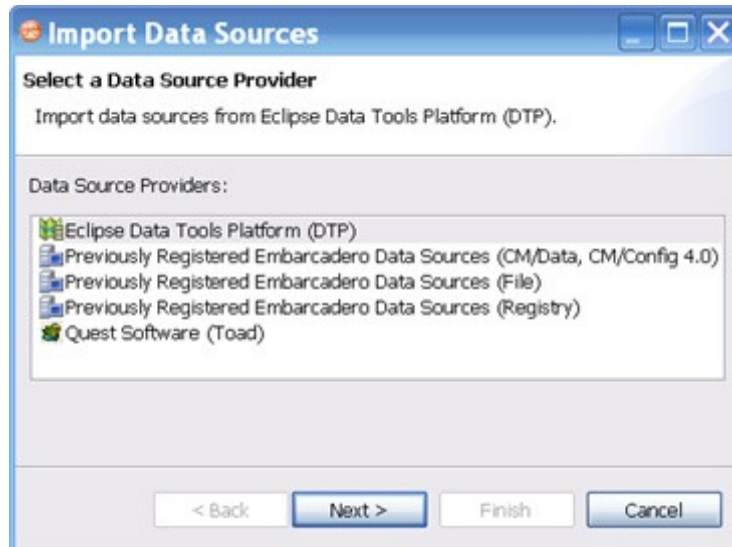 Import Data Sources
Select a Data Source Provider
Import data sources from Eclipse Data Tools Platform (DTP).
Data Source Providers:
Eclipse Data Tools Platform (DTP)
Previously Registered Embarcadero Data Sources (CM/Data, CM/Config 4.0)
Previously Registered Embarcadero Data Sources (File)
Previously Registered Embarcadero Data Sources (Registry)
Quest Software (Toad)
< Back Next > Finish Cancel